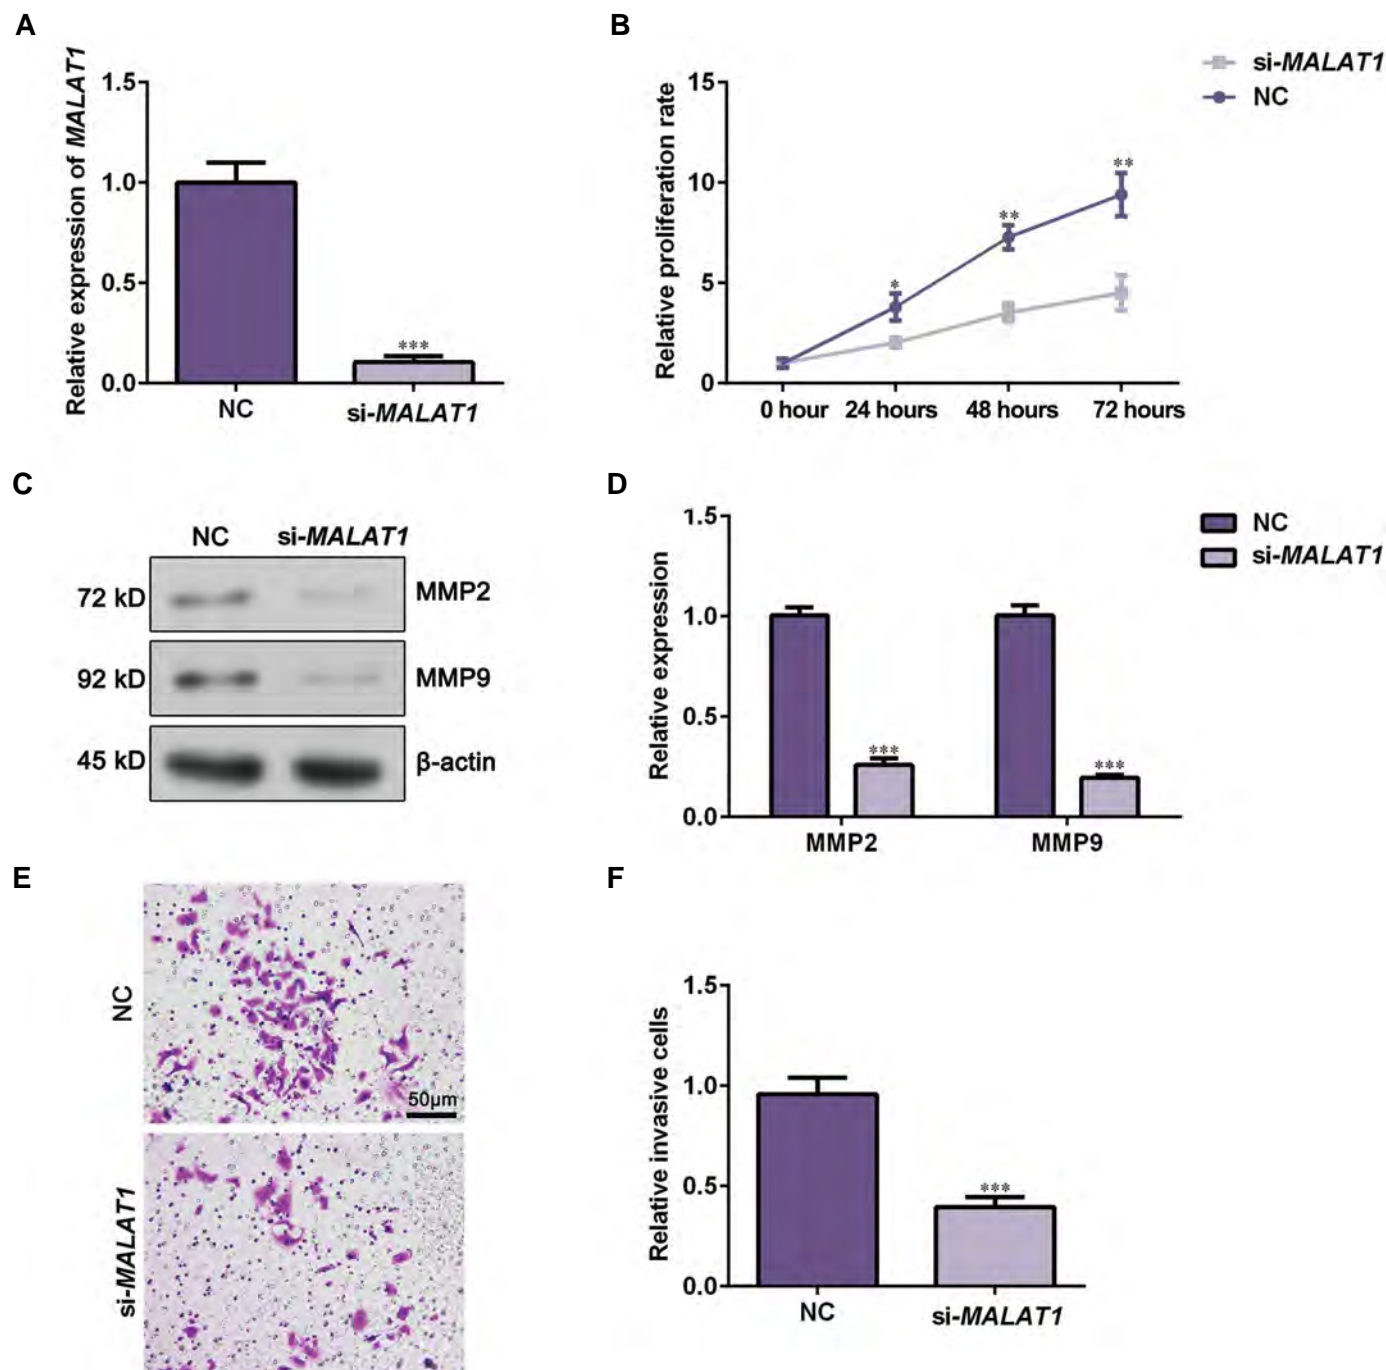 A
Relative expression of MALAT1
1.5
1.0
0.5
0.0
***
NC
si-MALAT1
B
Relative proliferation rate
15
10
5
0
*
**
**
0 hour
24 hours
48 hours
72 hours
si-MALAT1
NC
C
NC
si-MALAT1
72 kD
MMP2
92 kD
MMP9
45 kD
β-actin
D
Relative expression
1.5
1.0
0.5
0.0
***
***
MMP2
MMP9
NC
si-MALAT1
E
NC
50μm
si-MALAT1
F
Relative invasive cells
1.5
1.0
0.5
0.0
***
NC
si-MALAT1